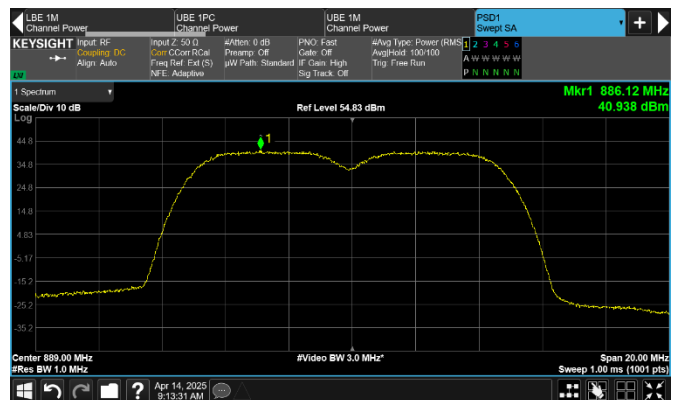 LBE 1M
Channel Power
UBE 1PC
Channel Power
UBE 1M
Channel Power
PSD1
Swept SA
KEYSIGHT
Input: RF
Coupling: DC
Align: Auto
Input Z: 50 Ω
Corr CCorr RCal
Freq Ref: Ext (S)
NFE: Adaptive
#Atten: 0 dB
Preamp: Off
µW Path: Standard
PNO: Fast
Gate: Off
IF Gain: High
Sig Track: Off
#Avg Type: Power (RMS
Avg|Hold: 100/100
Trig: Free Run
1 2 3 4 5 6
A W W W W W
P N N N N N
1 Spectrum
Scale/Div 10 dB
Log
Ref Level 54.83 dBm
Mkr1 886.12 MHz
40.938 dBm
1
44.8
34.8
24.8
14.8
4.83
-5.17
-15.2
-25.2
-35.2
Center 889.00 MHz
#Res BW 1.0 MHz
#Video BW 3.0 MHz*
Span 20.00 MHz
Sweep 1.00 ms (1001 pts)
?
Apr 14, 2025
9:13:31 AM